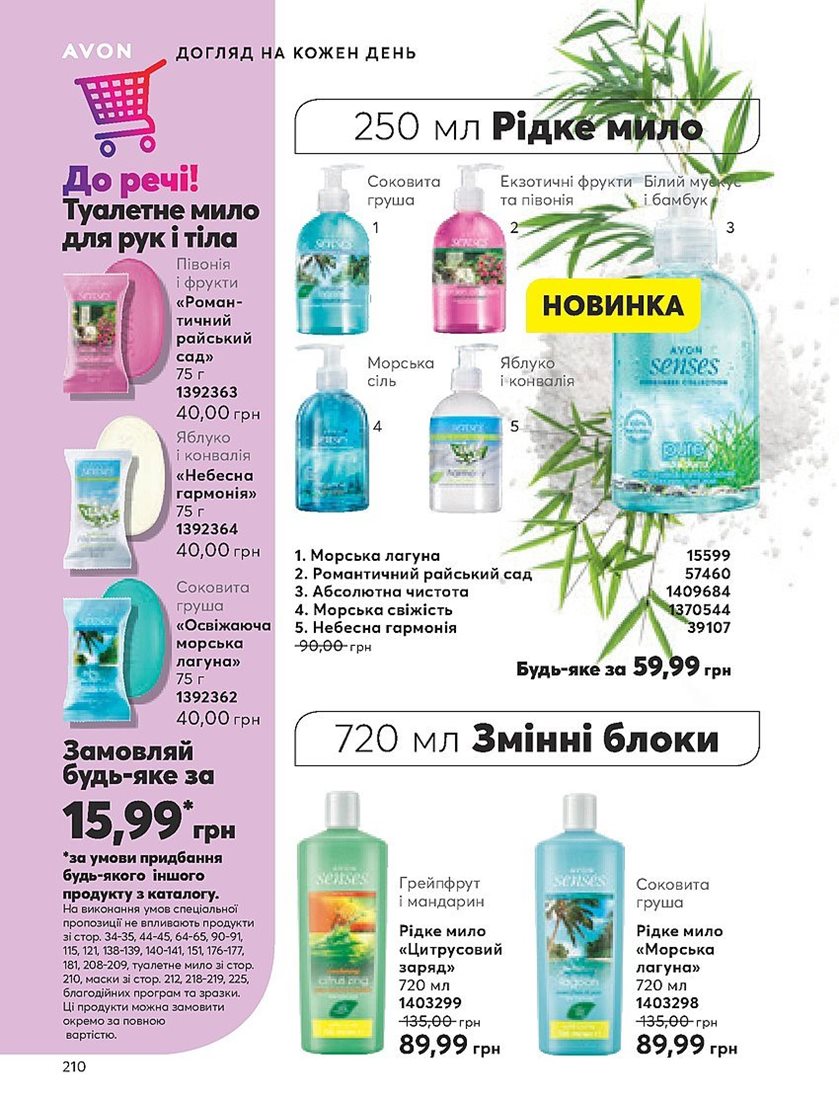 AVON ДОГЛЯД НА КОЖЕН ДЕНЬ
До речі!
Туалетне мило
для рук і тіла
Півонія
і фрукти
«Роман-
тичний
райський
сад»
75 г
1392363
40,00 грн
Яблуко
і конвалія
«Небесна
гармонія»
75 г
1392364
40,00 грн
Соковита
груша
«Освіжаюча
морська
лагуна»
75 г
1392362
40,00 грн
Замовляй
будь-яке за
15,99* грн
*за умови придбання
будь-якого іншого
продукту з каталогу.
На виконання умов спеціальної
пропозиції не впливають продукти
зі стор. 34-35, 44-45, 64-65, 90-91,
115, 121, 138-139, 140-141, 151, 176-177,
181, 208-209, туалетне мило зі стор.
210, маски зі стор. 212, 218-219, 225,
благодійних програм та зразки.
Ці продукти можна замовити
окремо за повною
вартістю.
210
250 мл Рідке мило
Соковита
груша
1
Екзотичні фрукти
та півонія
2
Білий мускус
і бамбук
3
НОВИНКА
AVON
senses
pure
Морська
сіль
4
Яблуко
і конвалія
5
senses
harmony
1. Морська лагуна 15599
2. Романтичний райський сад 57460
3. Абсолютна чистота 1409684
4. Морська свіжість 1370544
5. Небесна гармонія 39107
90,00 грн
Будь-яке за 59,99 грн
720 мл Змінні блоки
senses
citrus zing
Грейпфрут
і мандарин
Рідке мило
«Цитрусовий
заряд»
720 мл
1403299
135,00 грн
89,99 грн
senses
lagoon
Соковита
груша
Рідке мило
«Морська
лагуна»
720 мл
1403298
135,00 грн
89,99 грн